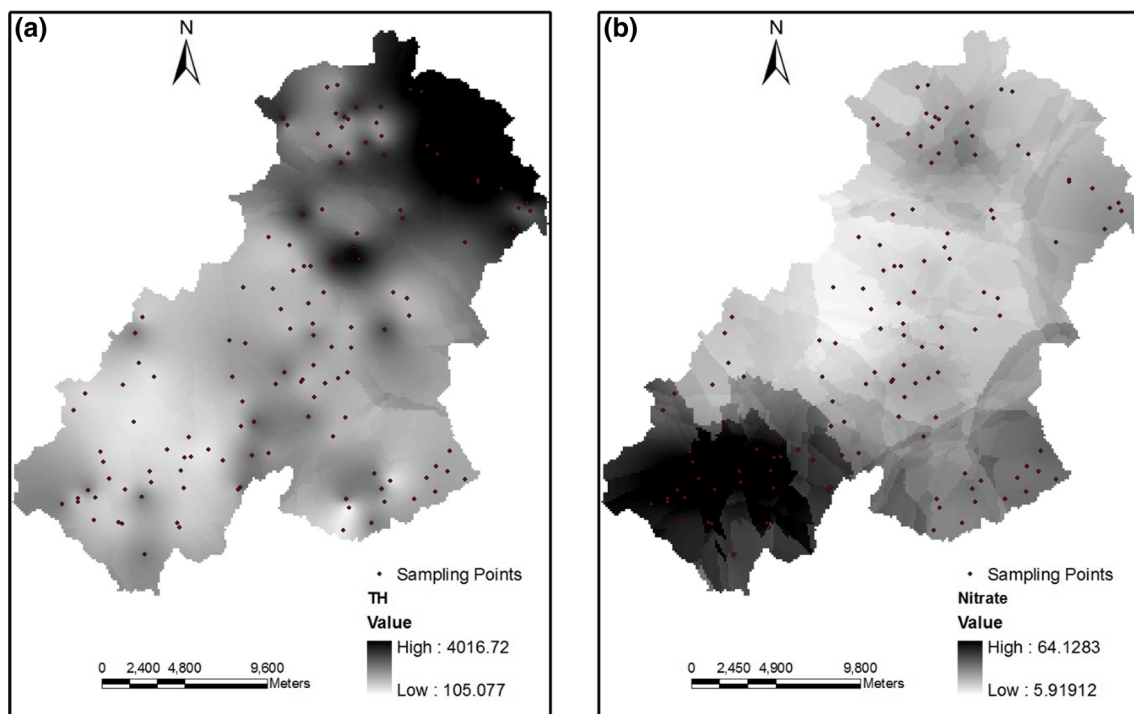 (a)
N
Sampling Points
TH
Value
High : 4016.72
Low : 105.077
0 2,400 4,800 9,600
Meters
(b)
N
Sampling Points
Nitrate
Value
High : 64.1283
Low : 5.91912
0 2,450 4,900 9,800
Meters